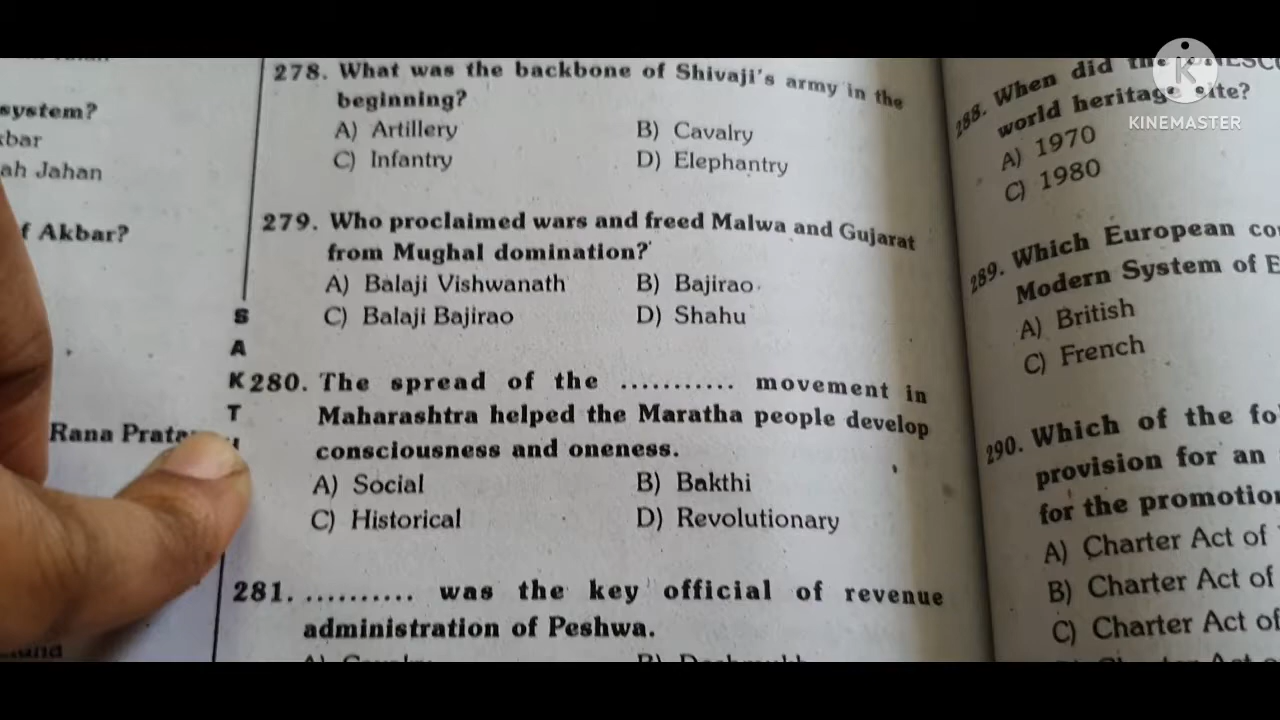 system?
kbar
ah Jahan
f Akbar?
Rana
278. What was the backbone of Shivaji's army in the
beginning?
A) Artillery B) Cavalry
C) Infantry D) Elephantry
279. Who proclaimed wars and freed Malwa and Gujarat
from Mughal domination?
A) Balaji Vishwanath B) Bajirao
C) Balaji Bajirao D) Shahu
S
A
K
T
I
280. The spread of the ........... movement in
Maharashtra helped the Maratha people develop
consciousness and oneness.
A) Social B) Bakthi
C) Historical D) Revolutionary
281. .......... was the key official of revenue
administration of Peshwa.
288. When did the UNESCO
world heritage site?
A) 1970
C) 1980
289. Which European
Modern System of
A) British
C) French
290. Which of the
provision for an
for the
A) Charter Act of
B) Charter Act of
C) Charter Act of
K
KINEMASTER